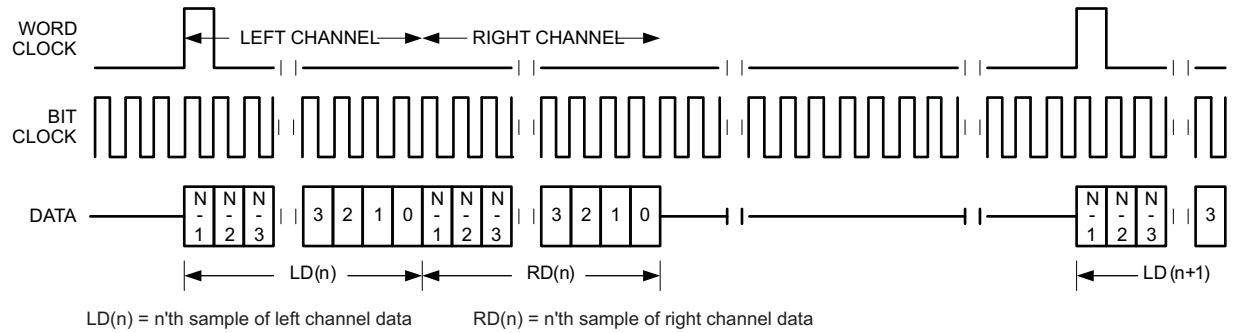 WORD
CLOCK
LEFT CHANNEL
RIGHT CHANNEL
BIT
CLOCK
DATA
N-1 N-2 N-3 3 2 1 0 N-1 N-2 N-3 3 2 1 0 N-1 N-2 N-3 3
LD(n) RD(n) LD (n+1)
LD(n) = n'th sample of left channel data RD(n) = n'th sample of right channel data